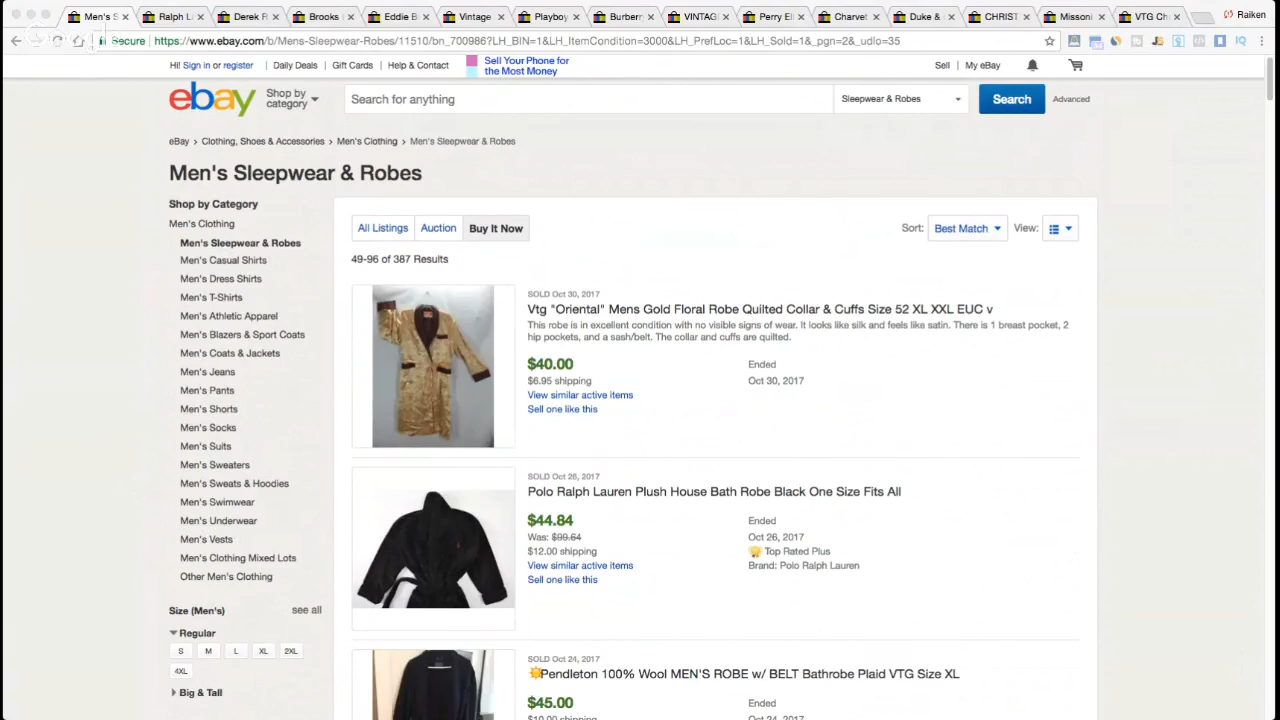 Men's S
Ralph L
Derek R
Brooks
Eddie B
Vintage
Playboy
Burberr
VINTAG
Perry Ell
Charvet
Duke &
CHRIST
Missoni
VTG Ch
Raiken
Secure
https://www.ebay.com/b/Mens-Sleepwear-Robes/11510/bn_700986?LH_BIN=1&LH_ItemCondition=3000&LH_PrefLoc=1&LH_Sold=1&_pgn=2&_udlo=35
Hi! Sign in or register
Daily Deals
Gift Cards
Help & Contact
Sell Your Phone for
the Most Money
Sell
My eBay
ebay
Shop by
category
Search for anything
Sleepwear & Robes
Search
Advanced
eBay > Clothing, Shoes & Accessories > Men's Clothing > Men's Sleepwear & Robes
Men's Sleepwear & Robes
Shop by Category
Men's Clothing
Men's Sleepwear & Robes
Men's Casual Shirts
Men's Dress Shirts
Men's T-Shirts
Men's Athletic Apparel
Men's Blazers & Sport Coats
Men's Coats & Jackets
Men's Jeans
Men's Pants
Men's Shorts
Men's Socks
Men's Suits
Men's Sweaters
Men's Sweats & Hoodies
Men's Swimwear
Men's Underwear
Men's Vests
Men's Clothing Mixed Lots
Other Men's Clothing
Size (Men's)
see all
Regular
S
M
L
XL
2XL
4XL
Big & Tall
All Listings
Auction
Buy It Now
Sort:
Best Match
View:
49-96 of 387 Results
SOLD Oct 30, 2017
Vtg "Oriental" Mens Gold Floral Robe Quilted Collar & Cuffs Size 52 XL XXL EUC v
This robe is in excellent condition with no visible signs of wear. It looks like silk and feels like satin. There is 1 breast pocket, 2
hip pockets, and a sash/belt. The collar and cuffs are quilted.
$40.00
Ended
$6.95 shipping
Oct 30, 2017
View similar active items
Sell one like this
SOLD Oct 26, 2017
Polo Ralph Lauren Plush House Bath Robe Black One Size Fits All
$44.84
Ended
Was: $99.64
Oct 26, 2017
$12.00 shipping
Top Rated Plus
View similar active items
Brand: Polo Ralph Lauren
Sell one like this
SOLD Oct 24, 2017
Pendleton 100% Wool MEN'S ROBE w/ BELT Bathrobe Plaid VTG Size XL
$45.00
Ended
$10.00 shipping
Oct 24, 2017